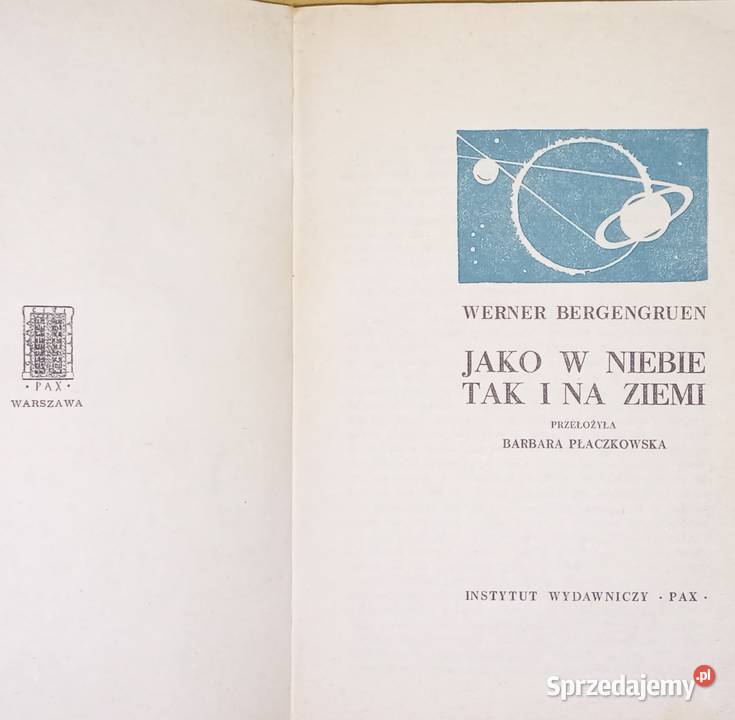 · PAX ·
WARSZAWA
WERNER BERGENGRUEN
JAKO W NIEBIE
TAK I NA ZIEMI
PRZEŁOŻYŁA
BARBARA PŁACZKOWSKA
INSTYTUT WYDAWNICZY · PAX ·
Sprzedajemy.pl